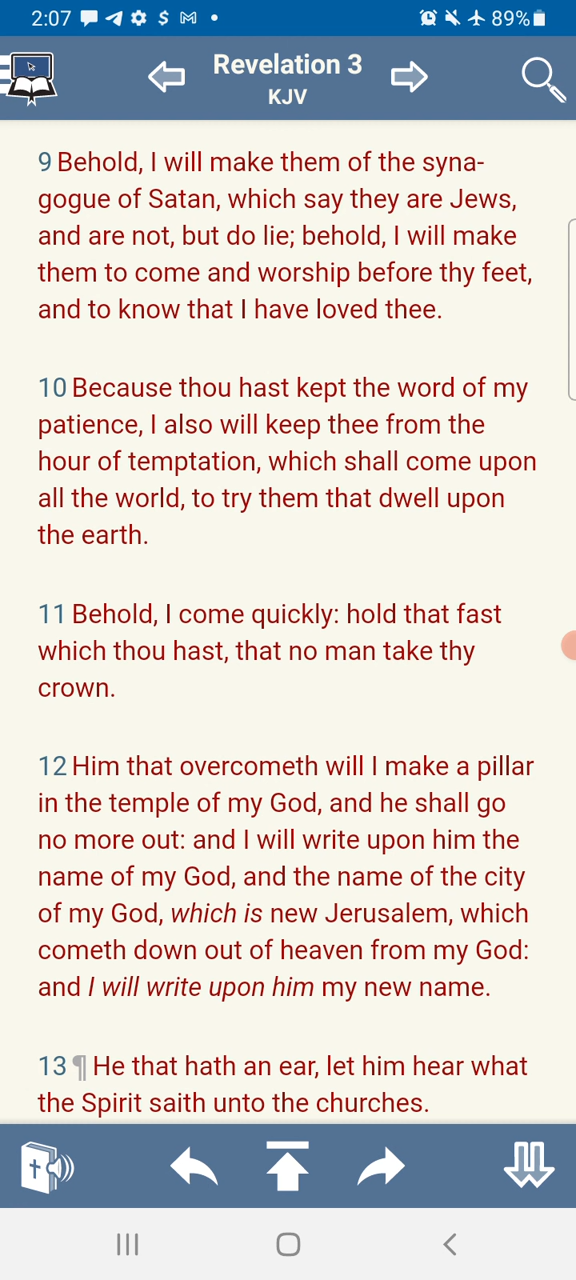 2:07 $ M • 89%
Revelation 3
KJV
9 Behold, I will make them of the syna-
gogue of Satan, which say they are Jews,
and are not, but do lie; behold, I will make
them to come and worship before thy feet,
and to know that I have loved thee.
10 Because thou hast kept the word of my
patience, I also will keep thee from the
hour of temptation, which shall come upon
all the world, to try them that dwell upon
the earth.
11 Behold, I come quickly: hold that fast
which thou hast, that no man take thy
crown.
12 Him that overcometh will I make a pillar
in the temple of my God, and he shall go
no more out: and I will write upon him the
name of my God, and the name of the city
of my God, which is new Jerusalem, which
cometh down out of heaven from my God:
and I will write upon him my new name.
13 ¶ He that hath an ear, let him hear what
the Spirit saith unto the churches.